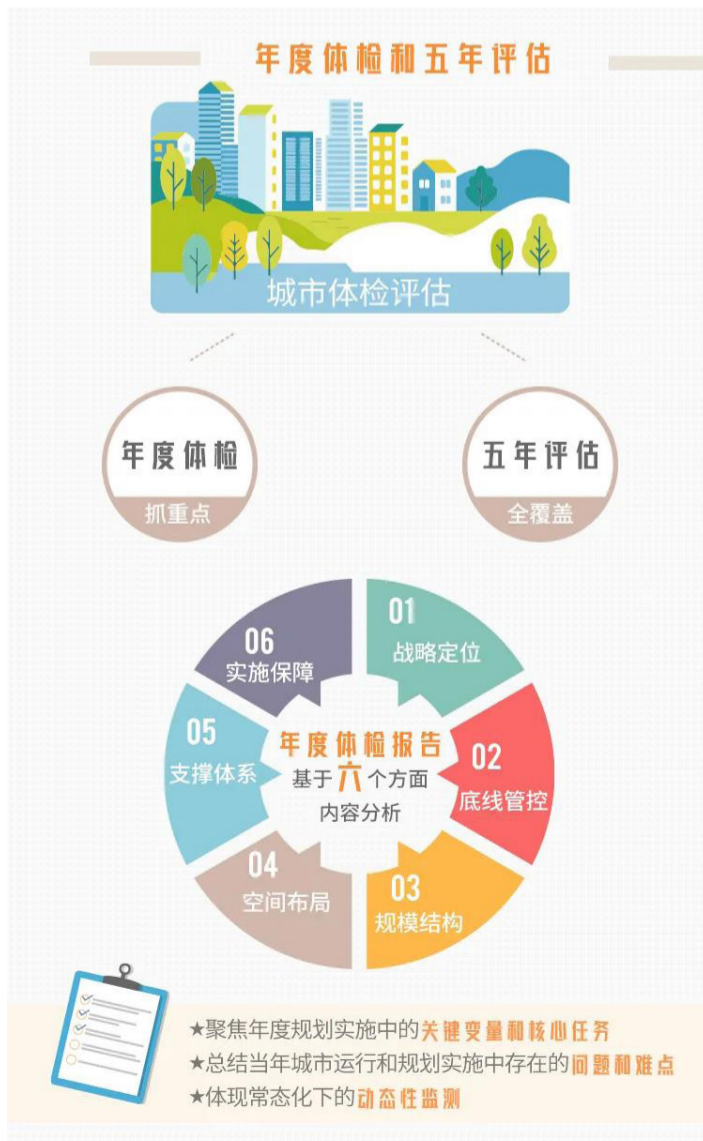 年度体检和五年评估
城市体检评估
年度体检
抓重点
五年评估
全覆盖
01
战略定位
02
底线管控
03
规模结构
04
空间布局
05
支撑体系
06
实施保障
年度体检报告
基于六个方面
内容分析
★聚焦年度规划实施中的关键变量和核心任务
★总结当年城市运行和规划实施中存在的问题和难点
★体现常态化下的动态性监测